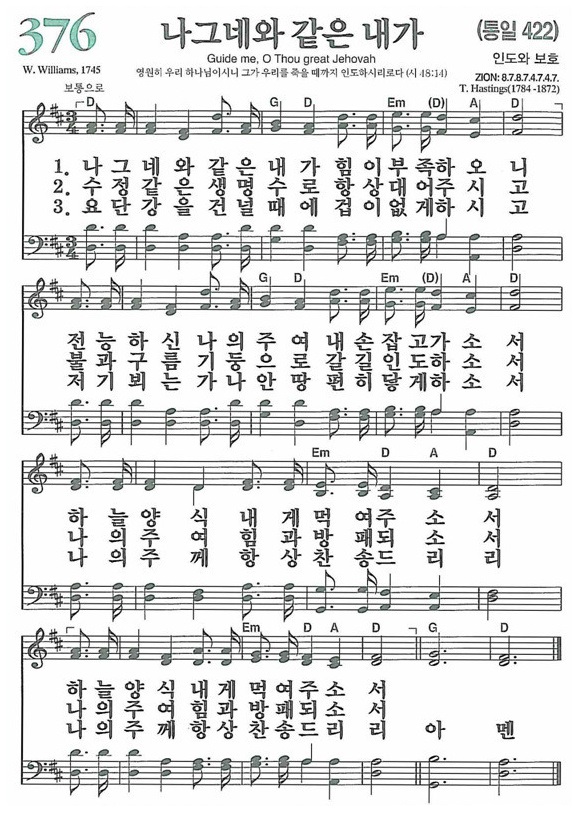 376
나그네와 같은 내가
(통일 422)
Guide me, O Thou great Jehovah
인도와 보호
W. Williams, 1745
영원히 우리 하나님이시니 그가 우리를 죽을 때까지 인도하시리로다 (시 48:14)
ZION: 8.7.8.7.4.7.4.7.
보통으로
T. Hastings(1784-1872)
D G D Em (D) A D
1. 나 그 네 와 같 은 내 가 힘 이 부 족 하 오 니
2. 수 정 같 은 생 명 수 로 항 상 대 어 주 시 고
3. 요 단 강 을 건 널 때 에 겁 이 없 게 하 시 고
G D Em (D) A D
전 능 하 신 나 의 주 여 내 손 잡 고 가 소 서
불 과 구 름 기 둥 으 로 갈 길 인 도 하 소 서
저 기 뵈 는 가 나 안 땅 편 히 닿 게 하 소 서
Em D A D
하 늘 양 식 내 게 먹 여 주 소 서
나 의 주 여 힘 과 방 패 되 소 서
나 의 주 께 항 상 찬 송 드 리 리
Em D A D G D
하 늘 양 식 내 게 먹 여 주 소 서
나 의 주 여 힘 과 방 패 되 소 서
나 의 주 께 항 상 찬 송 드 리 리 아 멘